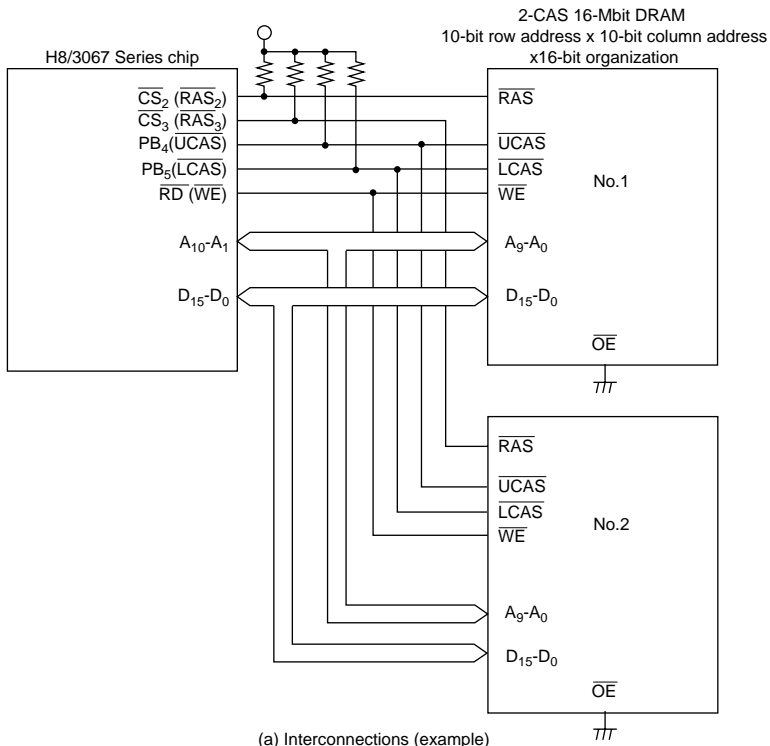 2-CAS 16-Mbit DRAM
10-bit row address x 10-bit column address
x16-bit organization
H8/3067 Series chip
CS2 (RAS2)
CS3 (RAS3)
PB4(UCAS)
PB5(LCAS)
RD (WE)
A10-A1
D15-D0
RAS
UCAS
LCAS
WE
No.1
A9-A0
D15-D0
OE
RAS
UCAS
LCAS
WE
No.2
A9-A0
D15-D0
OE
(a) Interconnections (example)